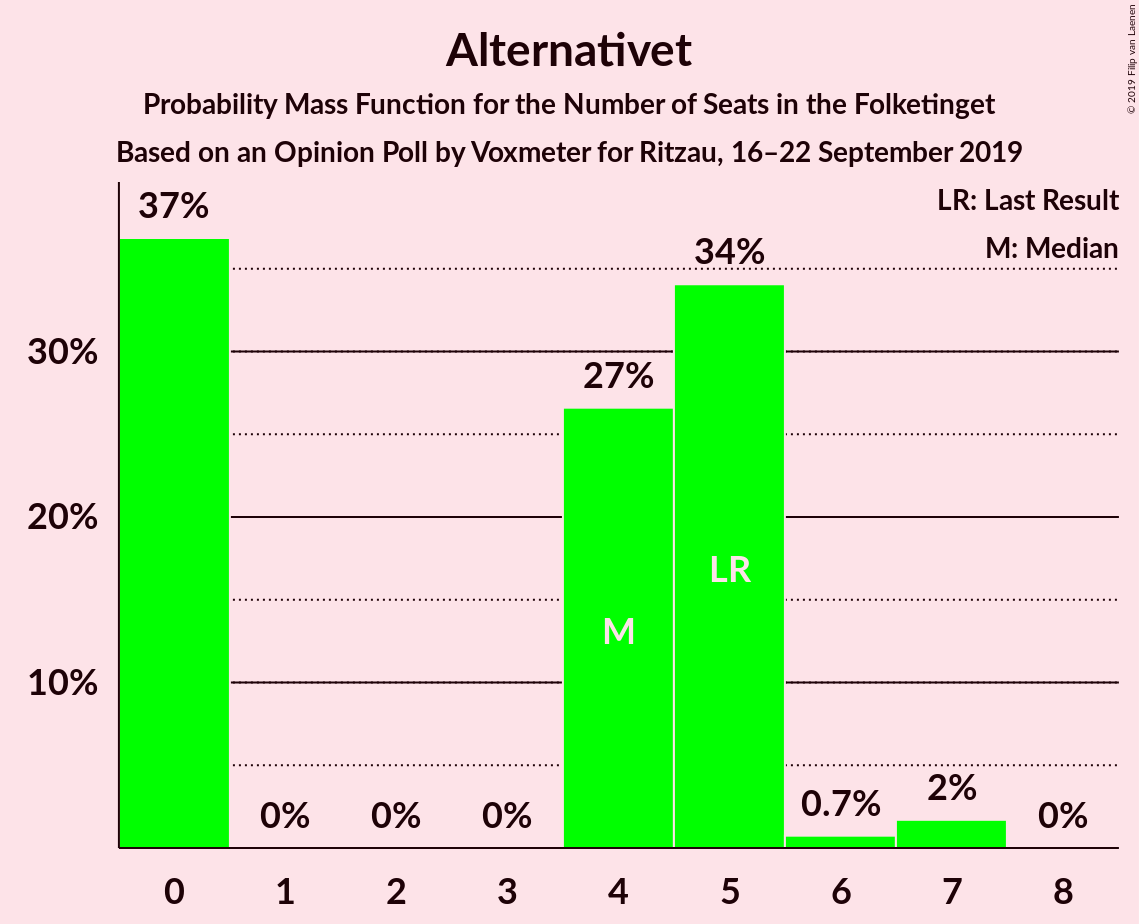 Alternativet
Probability Mass Function for the Number of Seats in the Folketinget
Based on an Opinion Poll by Voxmeter for Ritzau, 16–22 September 2019
© 2019 Filip van Laenen
LR: Last Result
M: Median
37%
34%
30%
27%
20%
LR
M
10%
0%
0%
0%
0.7%
2%
0%
0
1
2
3
4
5
6
7
8